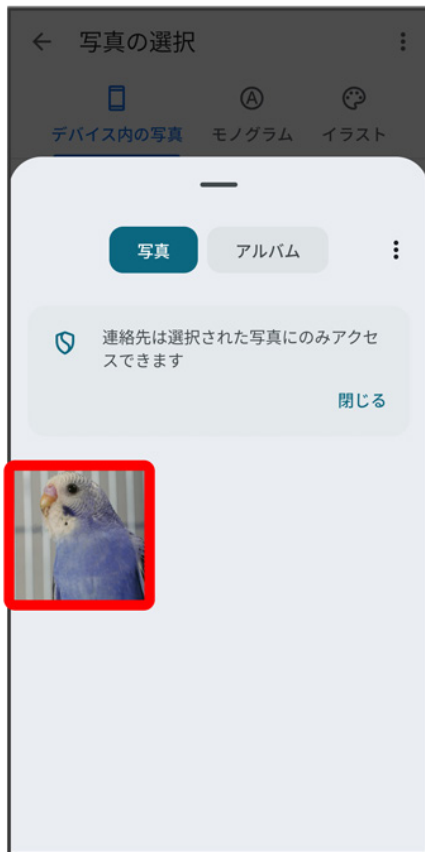 写真の選択
デバイス内の写真 モノグラム イラスト
写真 アルバム
連絡先は選択された写真にのみアクセ
スできます
閉じる